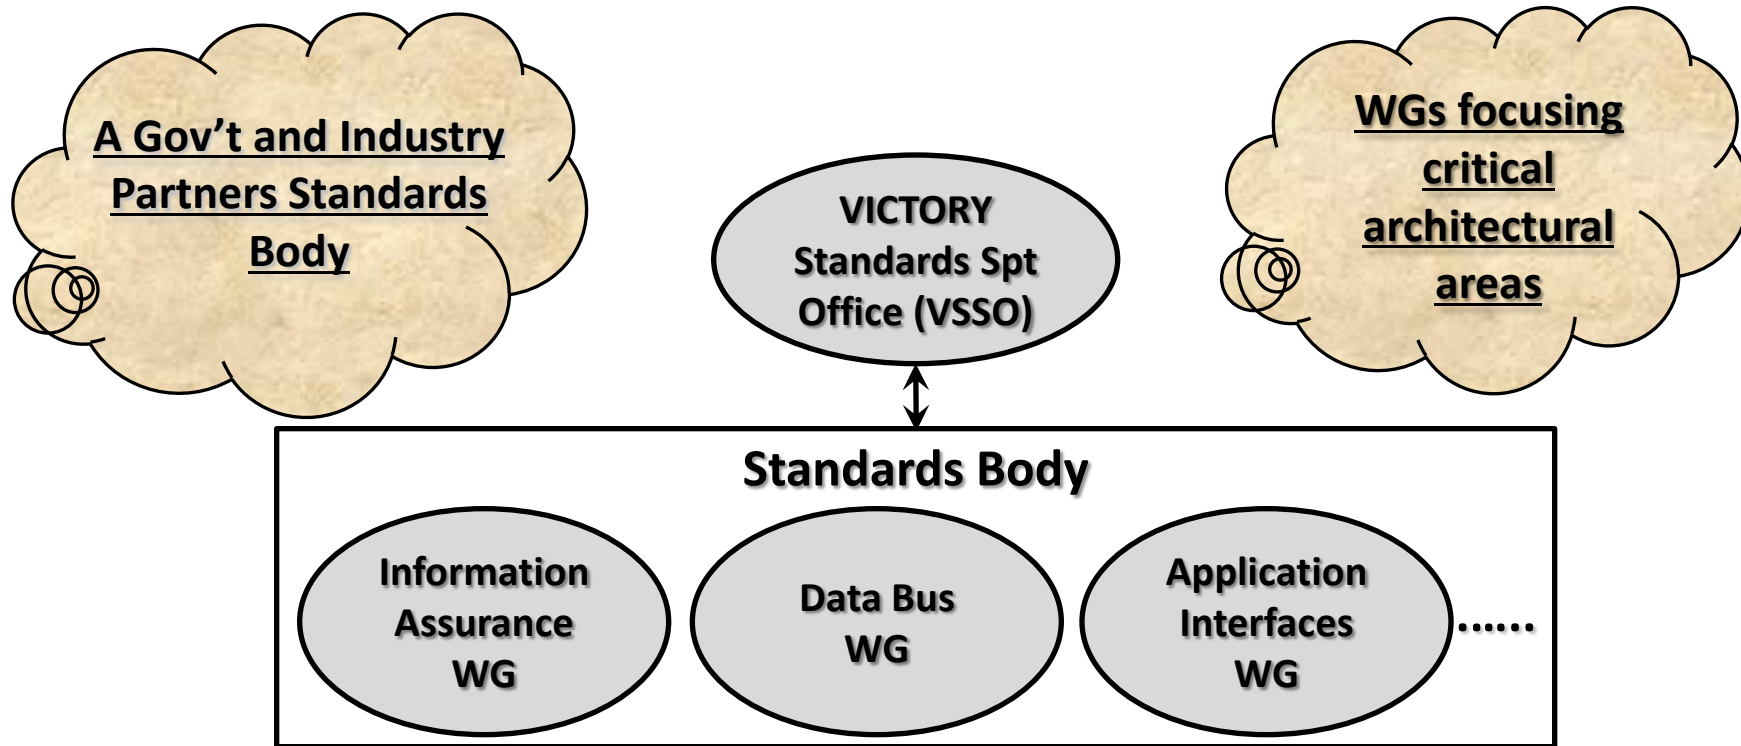 A Gov’t and Industry
Partners Standards
Body
WGs focusing
critical
architectural
areas
VICTORY
Standards Spt
Office (VSSO)
Standards Body
Information
Assurance
WG
Data Bus
WG
Application
Interfaces
WG
......